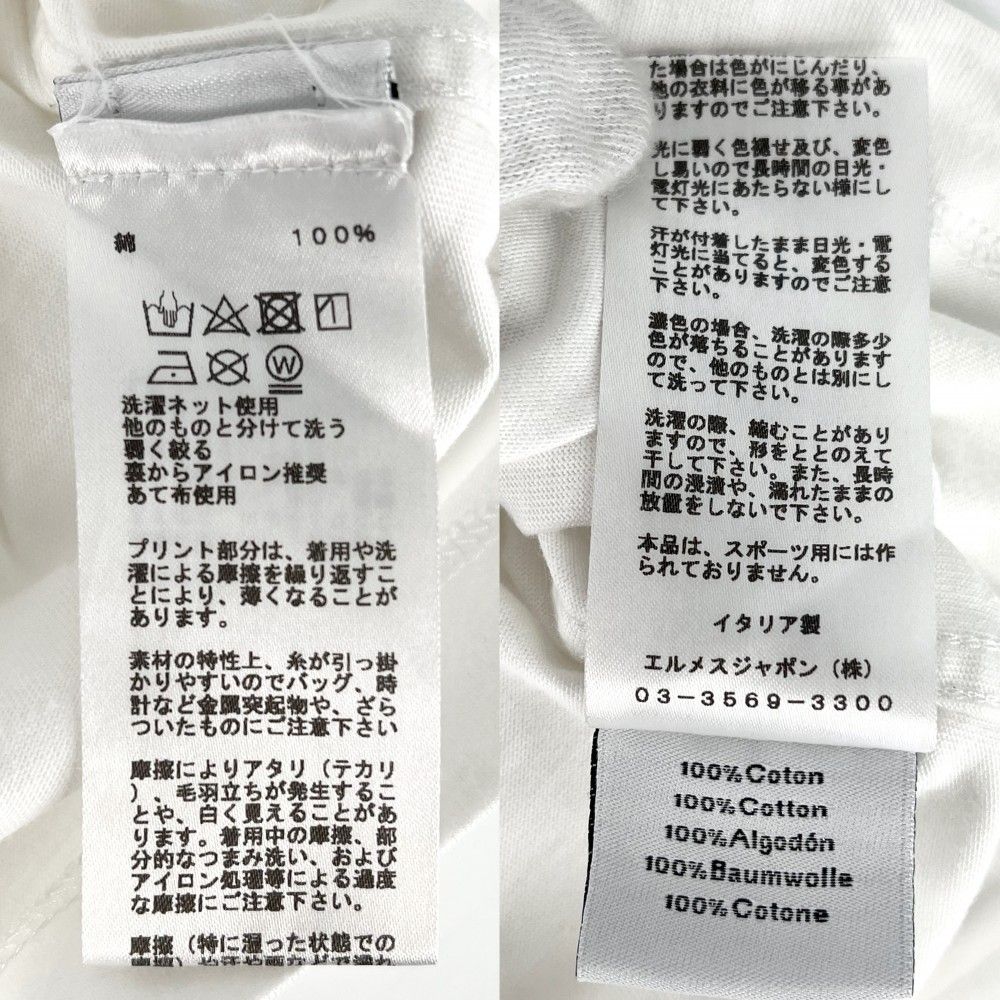 綿 100%
洗濯ネット使用
他のものと分けて洗う
弱く絞る
裏からアイロン推奨
あて布使用
プリント部分は、着用や洗
濯による摩擦を繰り返すこ
とにより、薄くなることが
あります。
素材の特性上、糸が引っ掛
かりやすいのでバッグ、時
計など金属突起物や、ざら
ついたものにご注意下さい
摩擦によりアタリ（テカリ
）、毛羽立ちが発生するこ
とや、白く見えることがあ
ります。着用中の摩擦、部
分的なつまみ洗い、および
アイロン処理等による過度
な摩擦にご注意下さい。
摩擦（特に湿った状態での
た場合は色がにじんだり、
他の衣料に色が移る事があ
りますのでご注意下さい。
光に弱く色褪せ及び、変色
し易いので長時間の日光・
電灯光にあたらない様にし
て下さい。
汗が付着したまま日光・電
灯光に当てると、変色する
ことがありますのでご注意
下さい。
濃色の場合、洗濯の際多少
色が落ちることがあります
ので、他のものとは別にし
て洗って下さい。
洗濯の際、縮むことがあり
ますので、形をととのえて
干して下さい。また、長時
間の浸漬や、濡れたままの
放置をしないで下さい。
本品は、スポーツ用には作
られておりません。
イタリア製
エルメスジャポン（株）
03-3569-3300
100%Coton
100%Cotton
100%Algodón
100%Baumwolle
100%Cotone